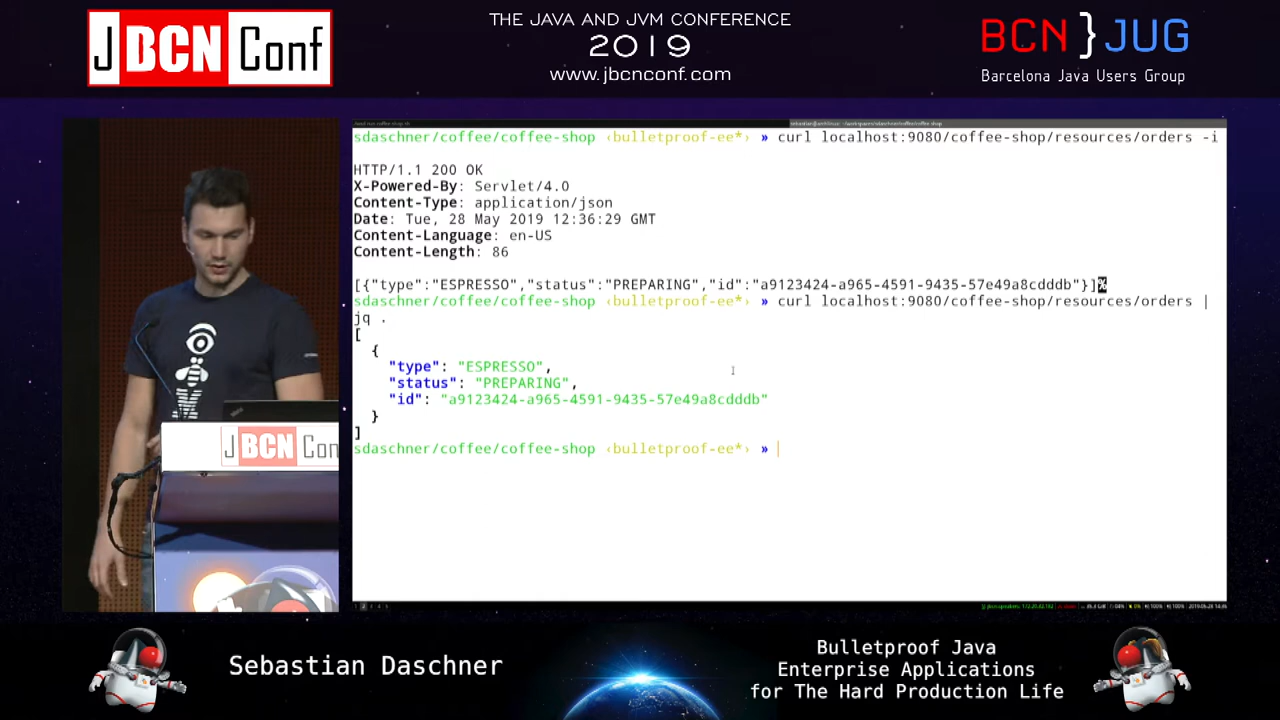 JBCNConf
THE JAVA AND JVM CONFERENCE
2019
www.jbcnconf.com
BCN}JUG
Barcelona Java Users Group
sdaschner/coffee/coffee-shop ‹bulletproof-ee*› » curl localhost:9080/coffee-shop/resources/orders -i
HTTP/1.1 200 OK
X-Powered-By: Servlet/4.0
Content-Type: application/json
Date: Tue, 28 May 2019 12:36:29 GMT
Content-Language: en-US
Content-Length: 86
[{"type":"ESPRESSO","status":"PREPARING","id":"a9123424-a965-4591-9435-57e49a8cdddb"}]%
sdaschner/coffee/coffee-shop ‹bulletproof-ee*› » curl localhost:9080/coffee-shop/resources/orders |
jq .
[
{
"type": "ESPRESSO",
"status": "PREPARING",
"id": "a9123424-a965-4591-9435-57e49a8cdddb"
}
]
sdaschner/coffee/coffee-shop ‹bulletproof-ee*› »
JBCNCon
Sebastian Daschner
Bulletproof Java
Enterprise Applications
for The Hard Production Life